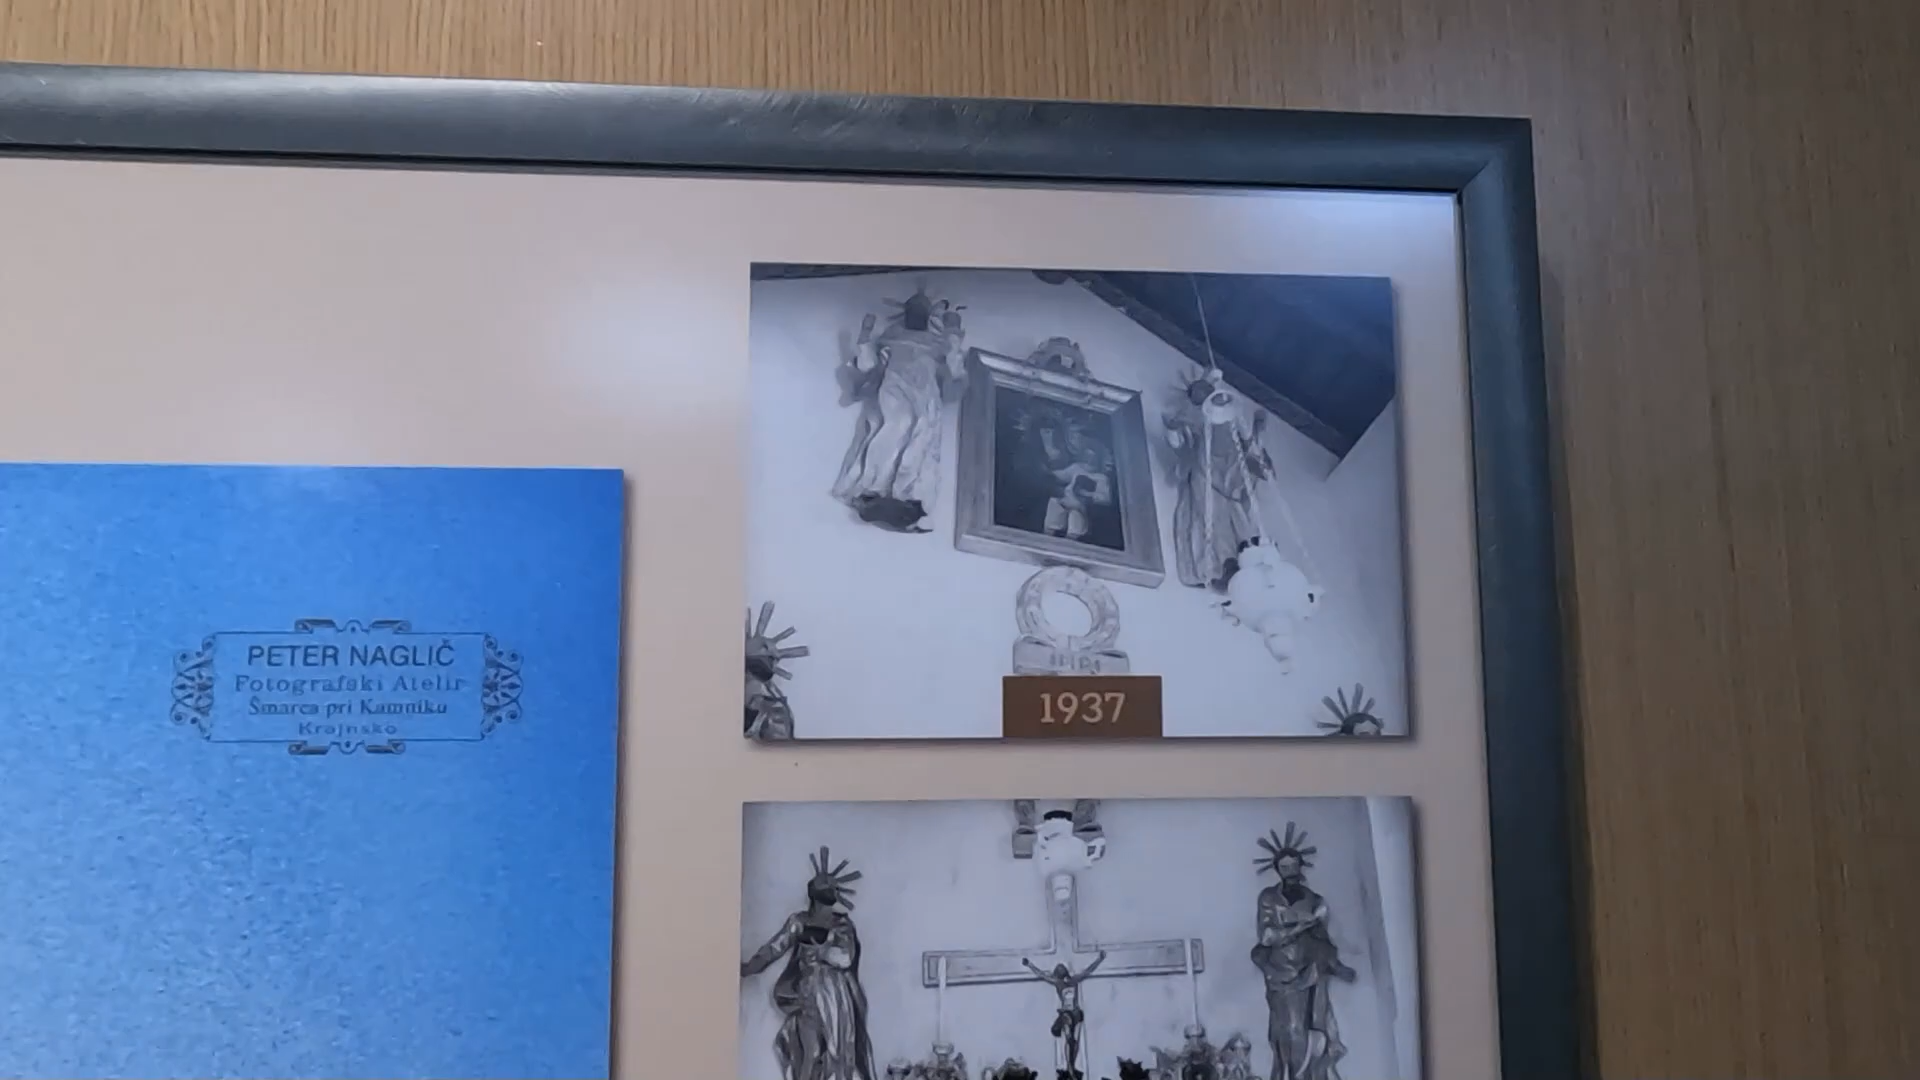 PETER NAGLIČ
Fotografski Atelir
Šmarca pri Kamniku
Krajnsko
1937